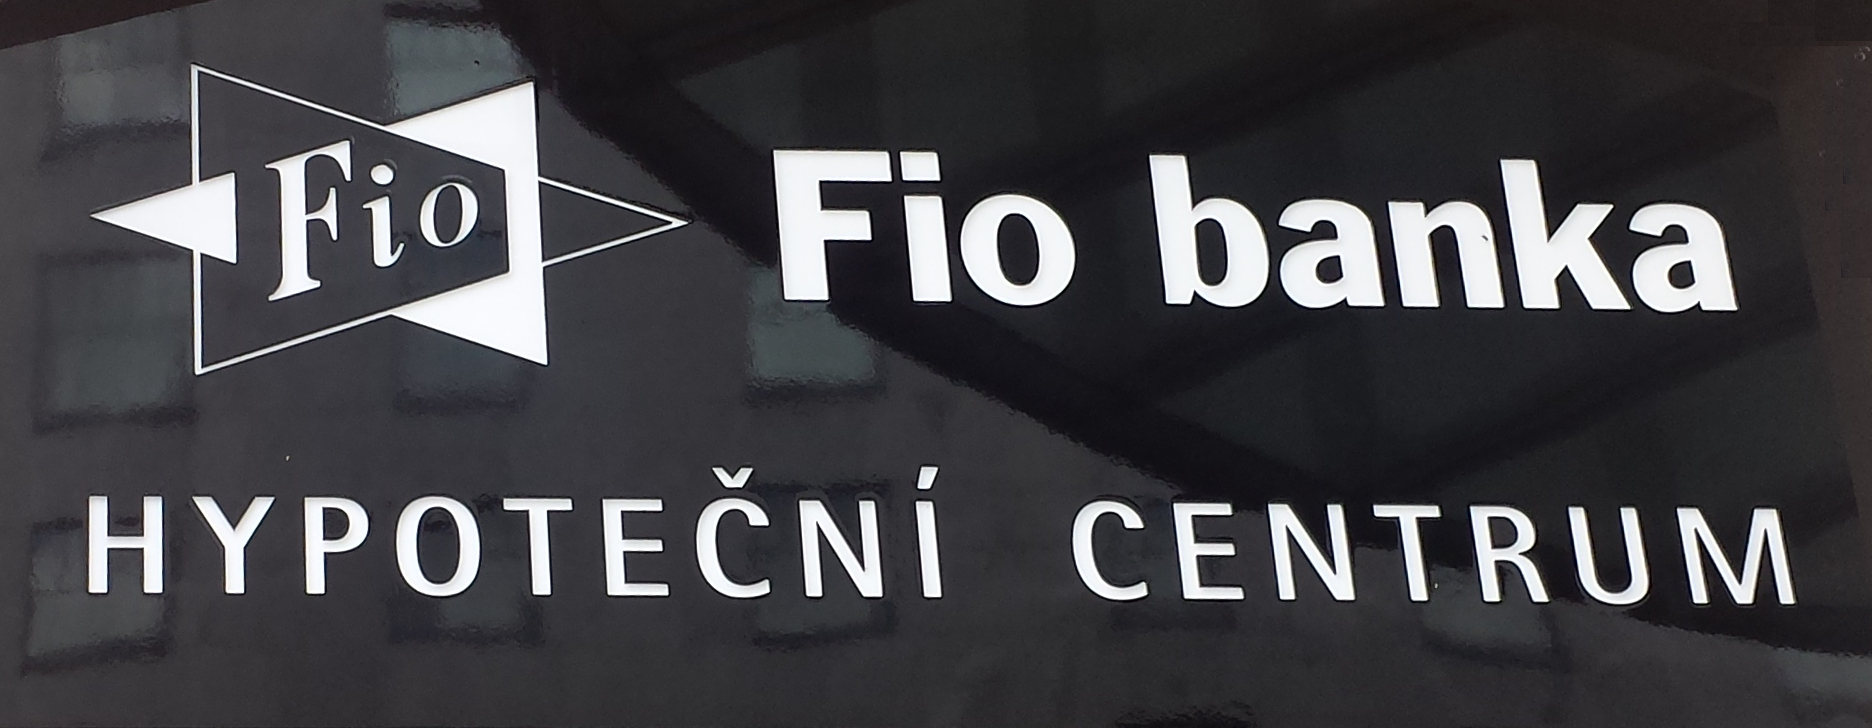 Fio Fio banka
HYPOTEČNÍ CENTRUM